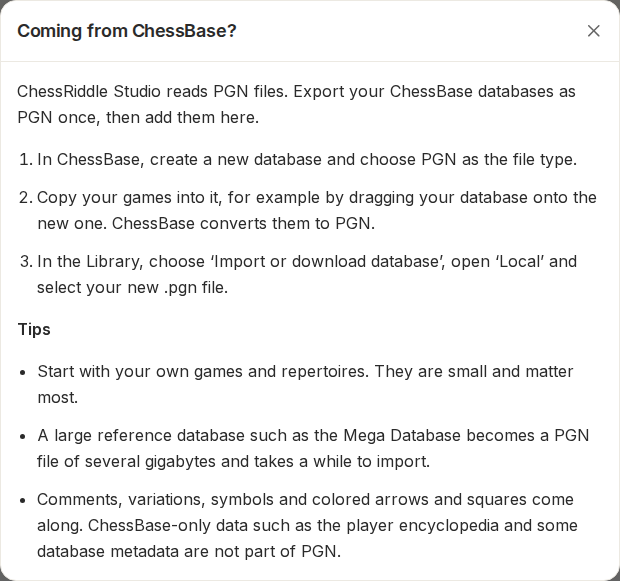 Coming from ChessBase?
ChessRiddle Studio reads PGN files. Export your ChessBase databases as
PGN once, then add them here.
1. In ChessBase, create a new database and choose PGN as the file type.
2. Copy your games into it, for example by dragging your database onto the
new one. ChessBase converts them to PGN.
3. In the Library, choose ‘Import or download database’, open ‘Local’ and
select your new .pgn file.
Tips
• Start with your own games and repertoires. They are small and matter
most.
• A large reference database such as the Mega Database becomes a PGN
file of several gigabytes and takes a while to import.
• Comments, variations, symbols and colored arrows and squares come
along. ChessBase-only data such as the player encyclopedia and some
database metadata are not part of PGN.